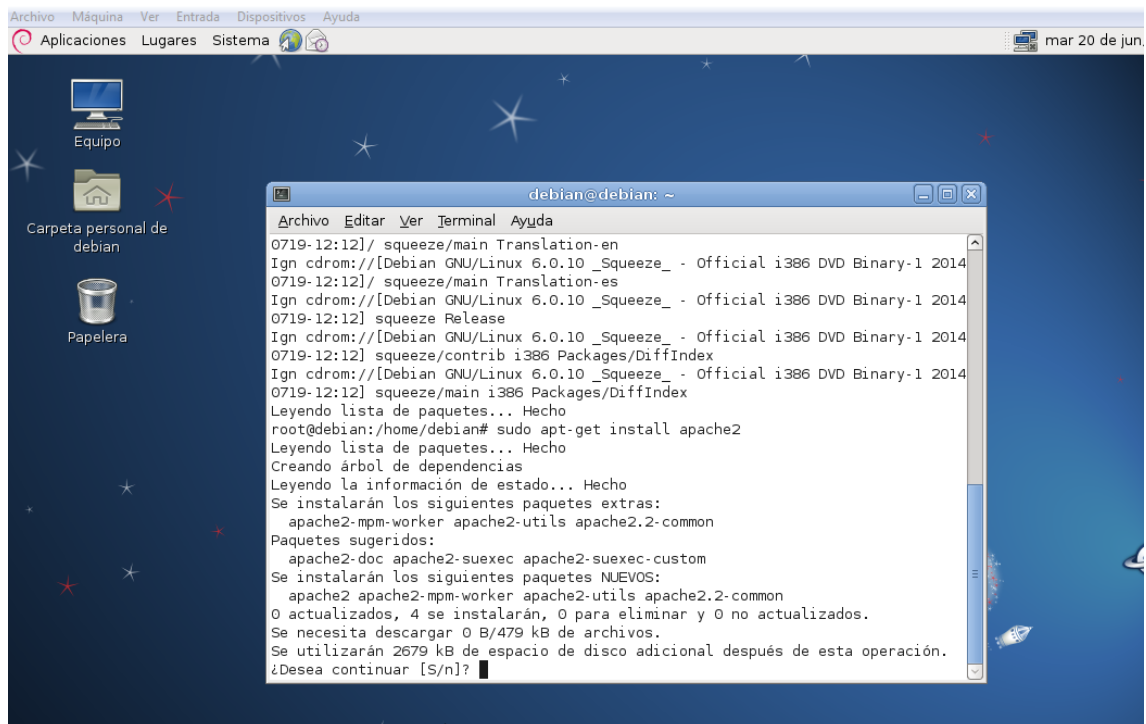 Archivo Máquina Ver Entrada Dispositivos Ayuda
Aplicaciones Lugares Sistema mar 20 de jun,
Equipo
Carpeta personal de
debian
Papelera
debian@debian: ~
Archivo Editar Ver Terminal Ayuda
0719-12:12]/ squeeze/main Translation-en
Ign cdrom://[Debian GNU/Linux 6.0.10 _Squeeze_ - Official i386 DVD Binary-1 2014
0719-12:12]/ squeeze/main Translation-es
Ign cdrom://[Debian GNU/Linux 6.0.10 _Squeeze_ - Official i386 DVD Binary-1 2014
0719-12:12] squeeze Release
Ign cdrom://[Debian GNU/Linux 6.0.10 _Squeeze_ - Official i386 DVD Binary-1 2014
0719-12:12] squeeze/contrib i386 Packages/DiffIndex
Ign cdrom://[Debian GNU/Linux 6.0.10 _Squeeze_ - Official i386 DVD Binary-1 2014
0719-12:12] squeeze/main i386 Packages/DiffIndex
Leyendo lista de paquetes... Hecho
root@debian:/home/debian# sudo apt-get install apache2
Leyendo lista de paquetes... Hecho
Creando árbol de dependencias
Leyendo la información de estado... Hecho
Se instalarán los siguientes paquetes extras:
apache2-mpm-worker apache2-utils apache2.2-common
Paquetes sugeridos:
apache2-doc apache2-suexec apache2-suexec-custom
Se instalarán los siguientes paquetes NUEVOS:
apache2 apache2-mpm-worker apache2-utils apache2.2-common
0 actualizados, 4 se instalarán, 0 para eliminar y 0 no actualizados.
Se necesita descargar 0 B/479 kB de archivos.
Se utilizarán 2679 kB de espacio de disco adicional después de esta operación.
¿Desea continuar [S/n]?